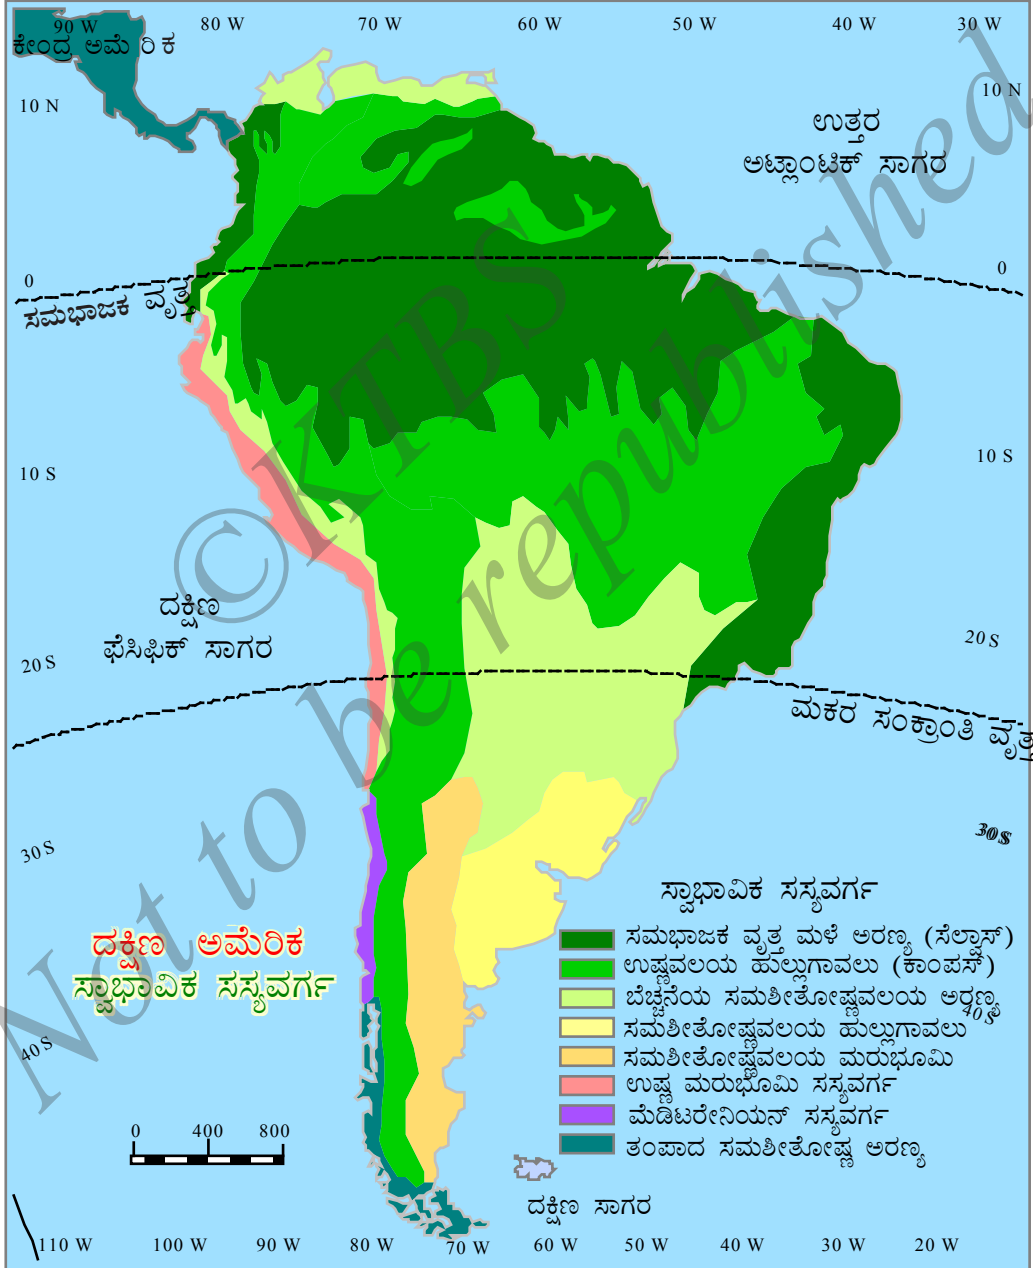 90 W 80 W 70 W 60 W 50 W 40 W 30 W
ಕೇಂದ್ರ ಅಮೆರಿಕ
10 N 10 N
ಉತ್ತರ
ಅಟ್ಲಾಂಟಿಕ್ ಸಾಗರ
0 0
ಸಮಭಾಜಕ ವೃತ್ತ
10 S 10 S
ದಕ್ಷಿಣ
ಫೆಸಿಫಿಕ್ ಸಾಗರ
20 S 20 S
ಮಕರ ಸಂಕ್ರಾಂತಿ ವೃತ್ತ
30 S 30 S
ದಕ್ಷಿಣ ಅಮೆರಿಕ
ಸ್ವಾಭಾವಿಕ ಸಸ್ಯವರ್ಗ
ಸ್ವಾಭಾವಿಕ ಸಸ್ಯವರ್ಗ
ಸಮಭಾಜಕ ವೃತ್ತ ಮಳೆ ಅರಣ್ಯ (ಸೆಲ್ವಾಸ್)
ಉಷ್ಣವಲಯ ಹುಲ್ಲುಗಾವಲು (ಕಾಂಪಸ್)
ಬೆಚ್ಚನೆಯ ಸಮಶೀತೋಷ್ಣವಲಯ ಅರಣ್ಯ
ಸಮಶೀತೋಷ್ಣವಲಯ ಹುಲ್ಲುಗಾವಲು
ಸಮಶೀತೋಷ್ಣವಲಯ ಮರುಭೂಮಿ
ಉಷ್ಣ ಮರುಭೂಮಿ ಸಸ್ಯವರ್ಗ
ಮೆಡಿಟರೇನಿಯನ್ ಸಸ್ಯವರ್ಗ
ತಂಪಾದ ಸಮಶೀತೋಷ್ಣ ಅರಣ್ಯ
40 S 40 S
0 400 800
ದಕ್ಷಿಣ ಸಾಗರ
110 W 100 W 90 W 80 W 70 W 60 W 50 W 40 W 30 W 20 W
©KTBS
Not to be republished